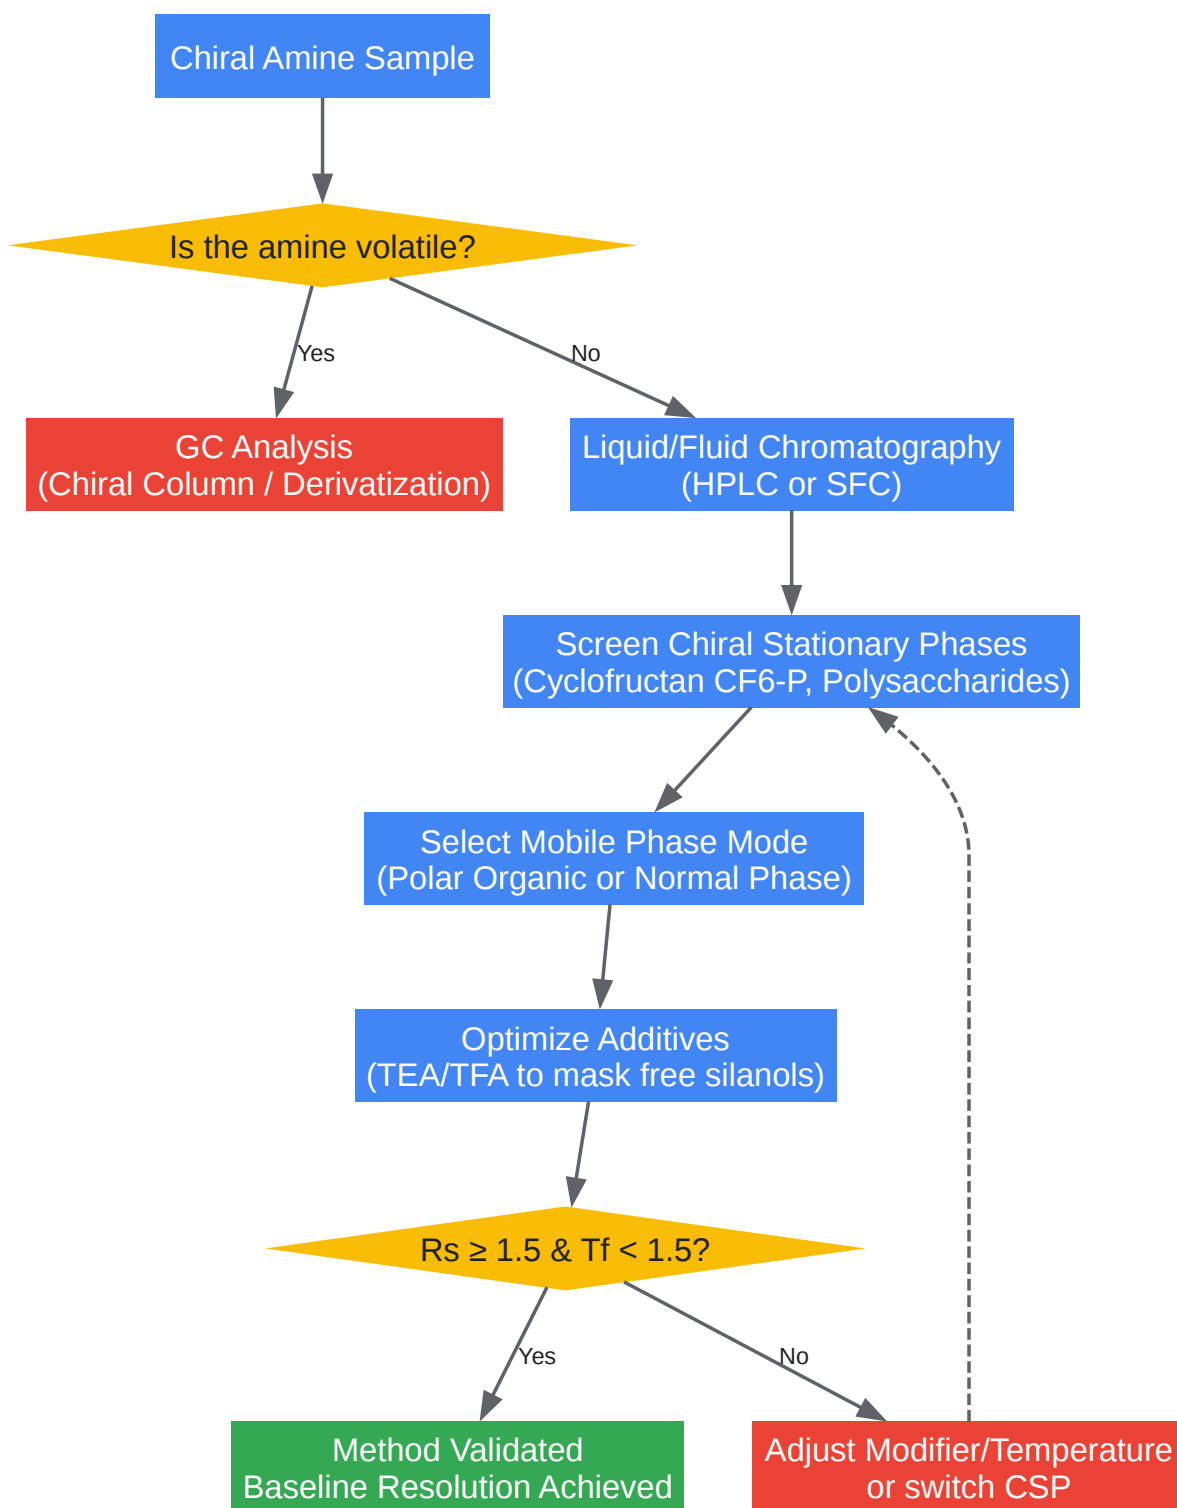 Chiral Amine Sample
Is the amine volatile?
Yes
No
GC Analysis
(Chiral Column / Derivatization)
Liquid/Fluid Chromatography
(HPLC or SFC)
Screen Chiral Stationary Phases
(Cyclofructan CF6-P, Polysaccharides)
Select Mobile Phase Mode
(Polar Organic or Normal Phase)
Optimize Additives
(TEA/TFA to mask free silanols)
Rs ≥ 1.5 & Tf < 1.5?
Yes
No
Method Validated
Baseline Resolution Achieved
Adjust Modifier/Temperature
or switch CSP